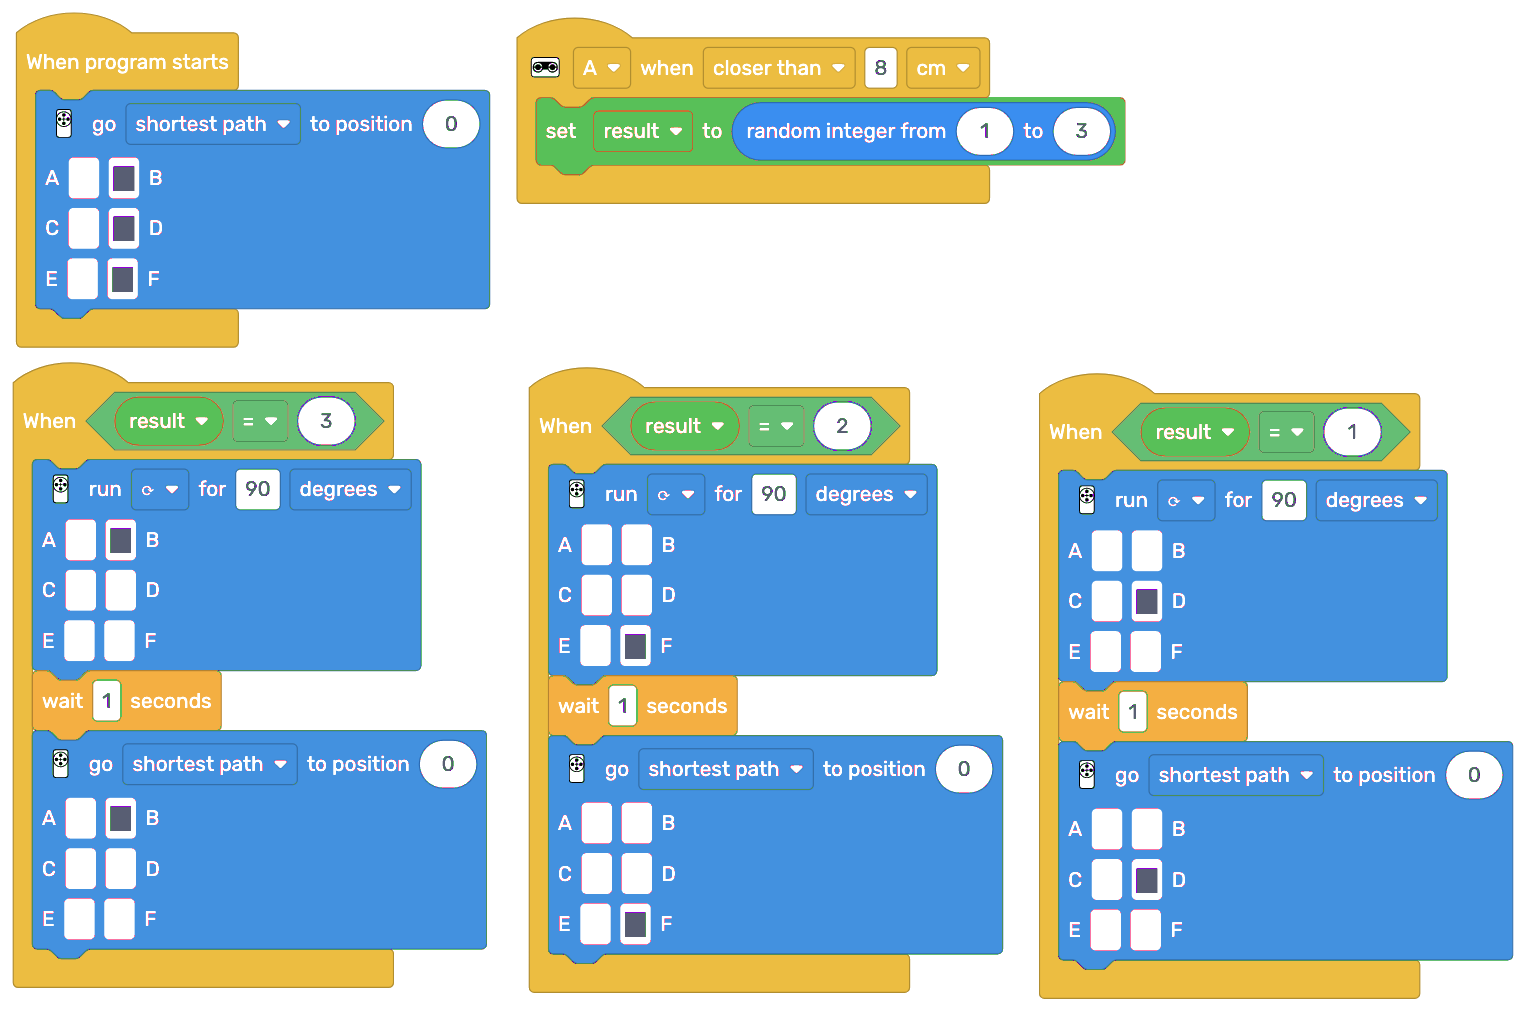 When program starts
go shortest path to position 0
A B
C D
E F
A when closer than 8 cm
set result to random integer from 1 to 3
When result = 3
run for 90 degrees
A B
C D
E F
wait 1 seconds
go shortest path to position 0
A B
C D
E F
When result = 2
run for 90 degrees
A B
C D
E F
wait 1 seconds
go shortest path to position 0
A B
C D
E F
When result = 1
run for 90 degrees
A B
C D
E F
wait 1 seconds
go shortest path to position 0
A B
C D
E F